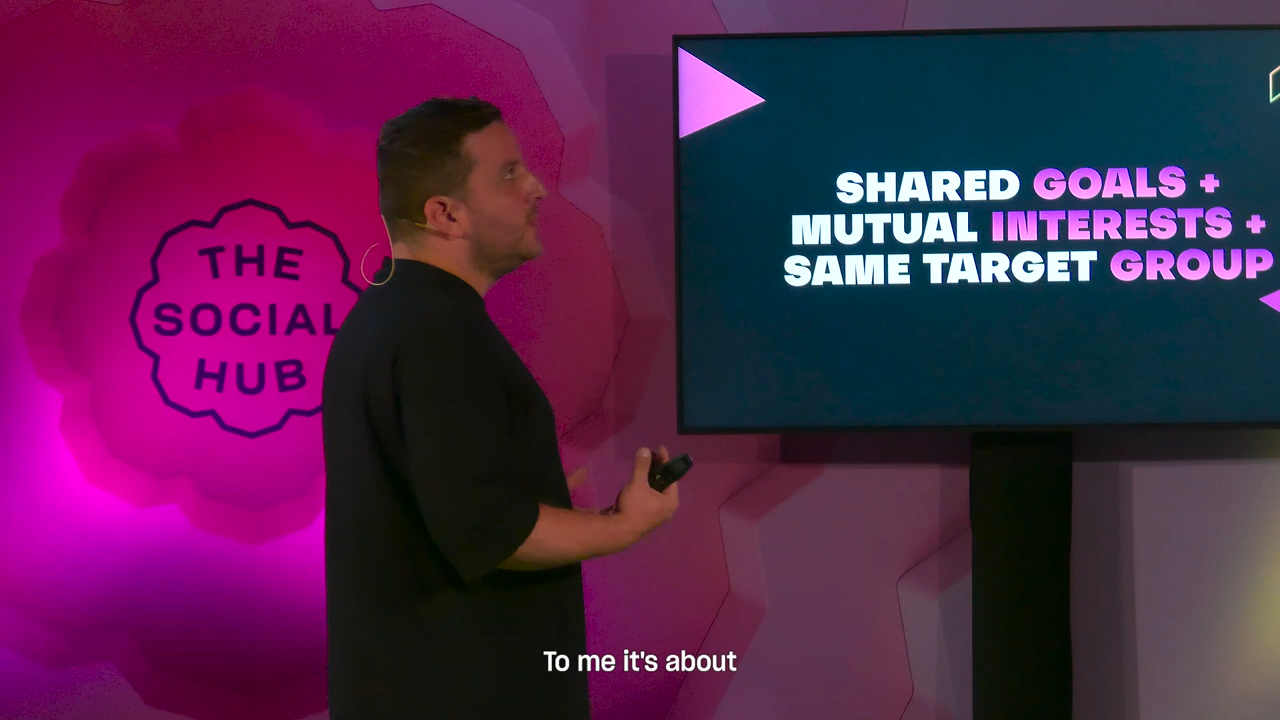 THE
SOCIAL
HUB
SHARED GOALS +
MUTUAL INTERESTS +
SAME TARGET GROUP
To me it's about